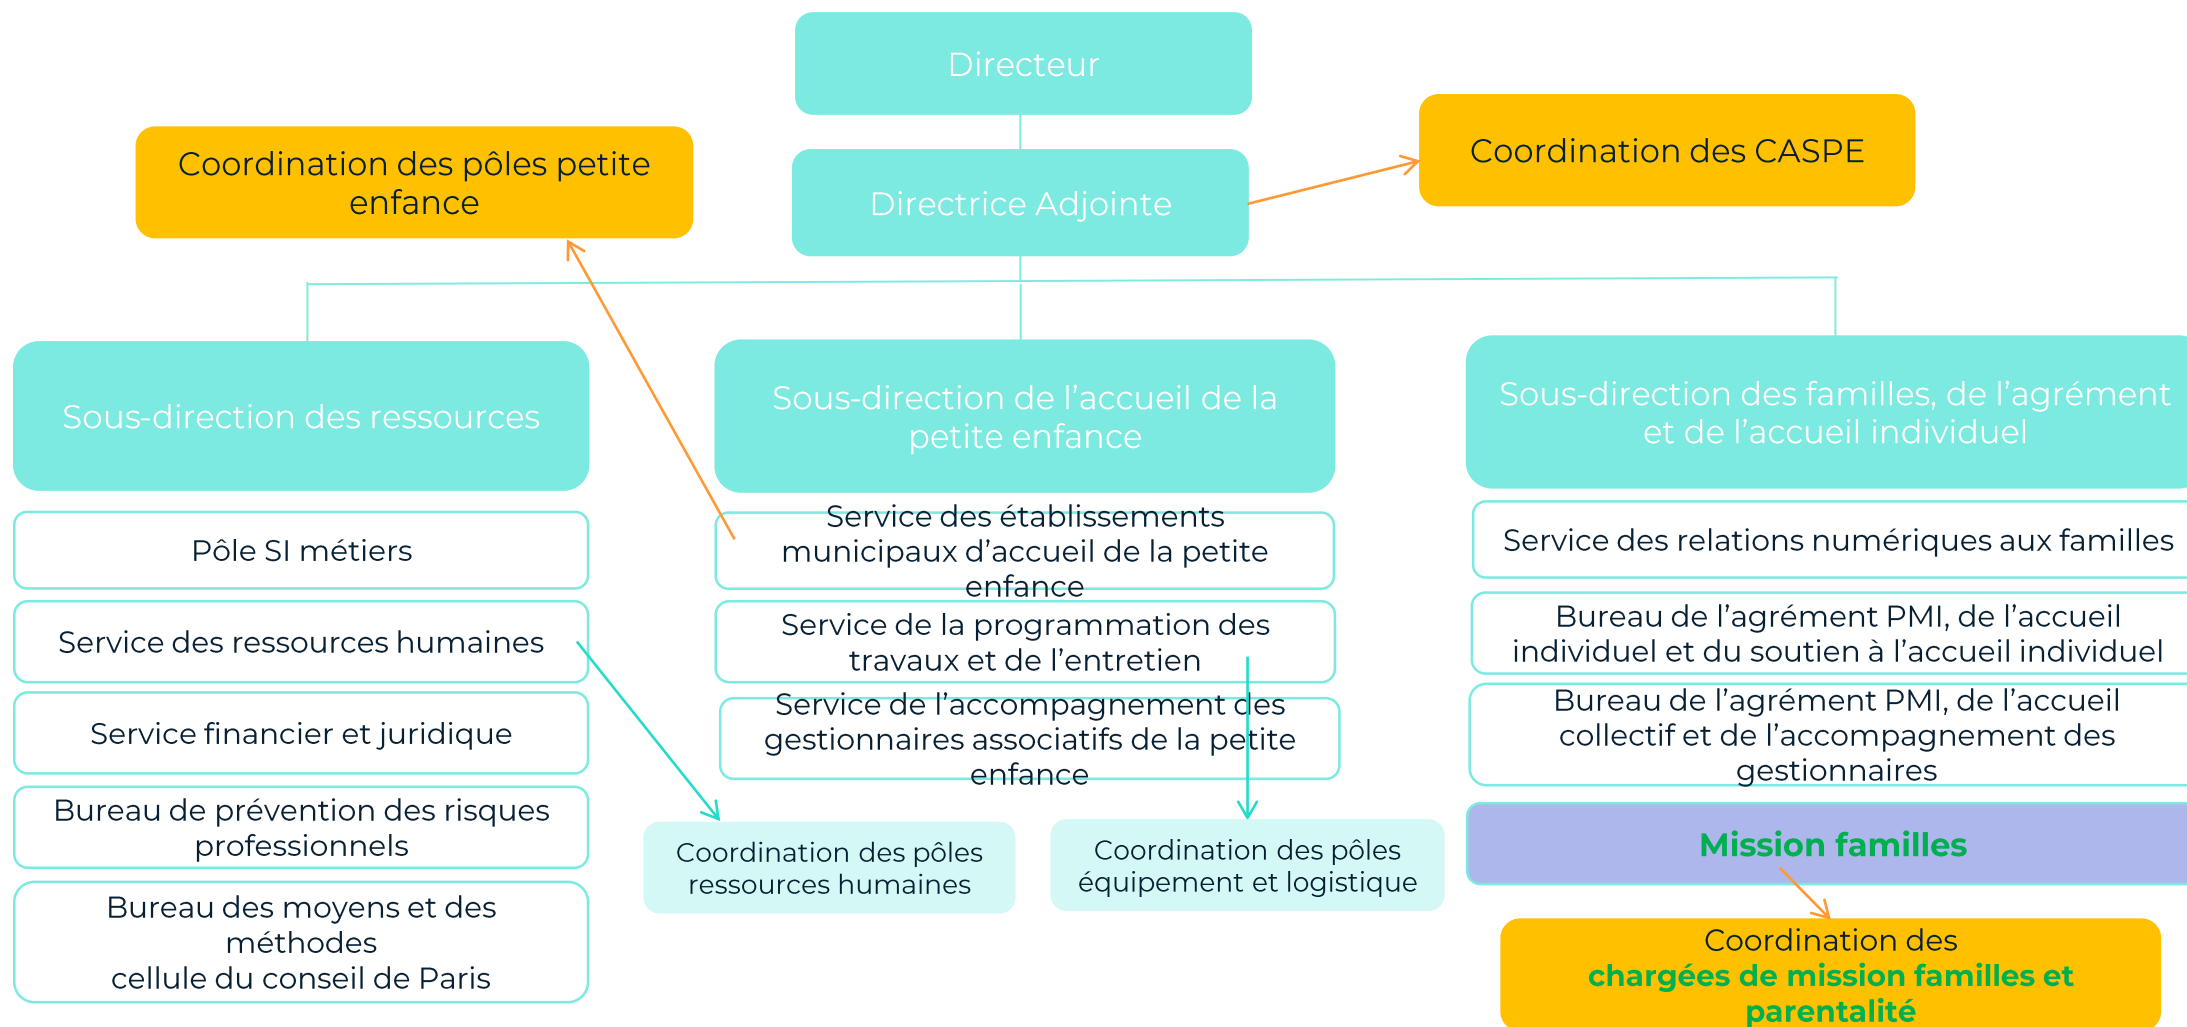 Directeur
Coordination des CASPE
Coordination des pôles petite
enfance
Directrice Adjointe
Sous-direction des ressources
Sous-direction de l’accueil de la
petite enfance
Sous-direction des familles, de l’agrément
et de l’accueil individuel
Pôle SI métiers
Service des ressources humaines
Service financier et juridique
Bureau de prévention des risques
professionnels
Bureau des moyens et des
méthodes
cellule du conseil de Paris
Service des établissements
municipaux d’accueil de la petite
enfance
Service de la programmation des
travaux et de l’entretien
Service de l’accompagnement des
gestionnaires associatifs de la petite
enfance
Coordination des pôles
ressources humaines
Coordination des pôles
équipement et logistique
Service des relations numériques aux familles
Bureau de l’agrément PMI, de l’accueil
individuel et du soutien à l’accueil individuel
Bureau de l’agrément PMI, de l’accueil
collectif et de l’accompagnement des
gestionnaires
Mission familles
Coordination des
chargées de mission familles et
parentalité